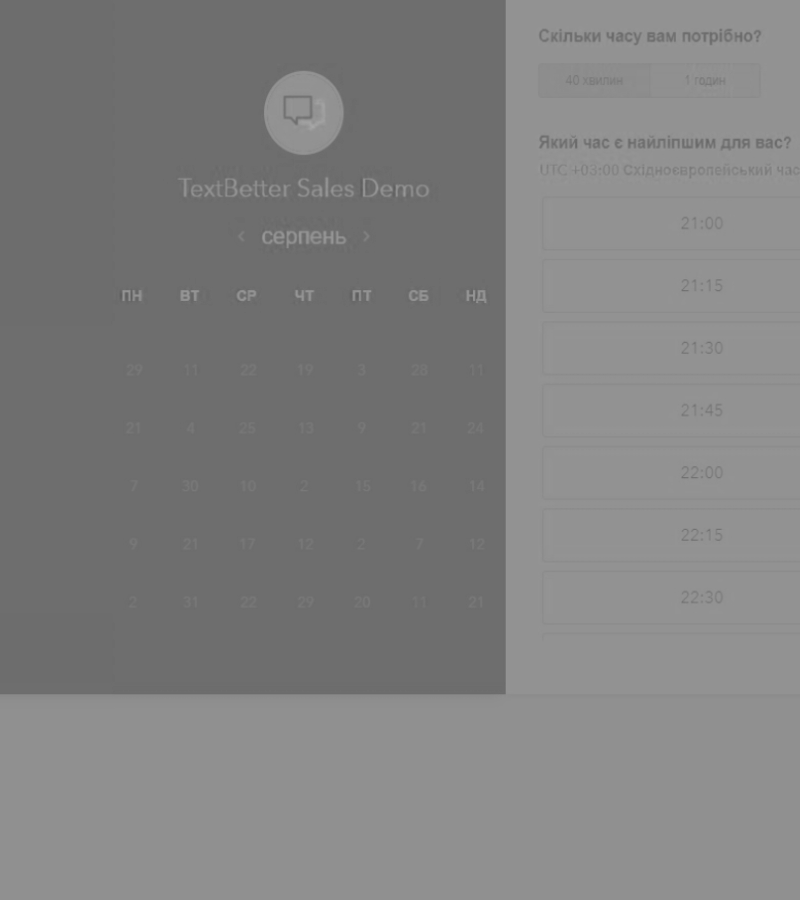 TextBetter Sales Demo
‹ серпень ›
ПН ВТ СР ЧТ ПТ СБ НД
29 11 22 19 3 28 11
21 4 25 13 9 21 24
7 30 10 2 15 16 14
9 21 17 12 2 7 12
2 31 22 29 20 11 21
Скільки часу вам потрібно?
40 хвилин 1 годин
Який час є найліпшим для вас?
UTC +03:00 Східноєвропейський час
21:00
21:15
21:30
21:45
22:00
22:15
22:30